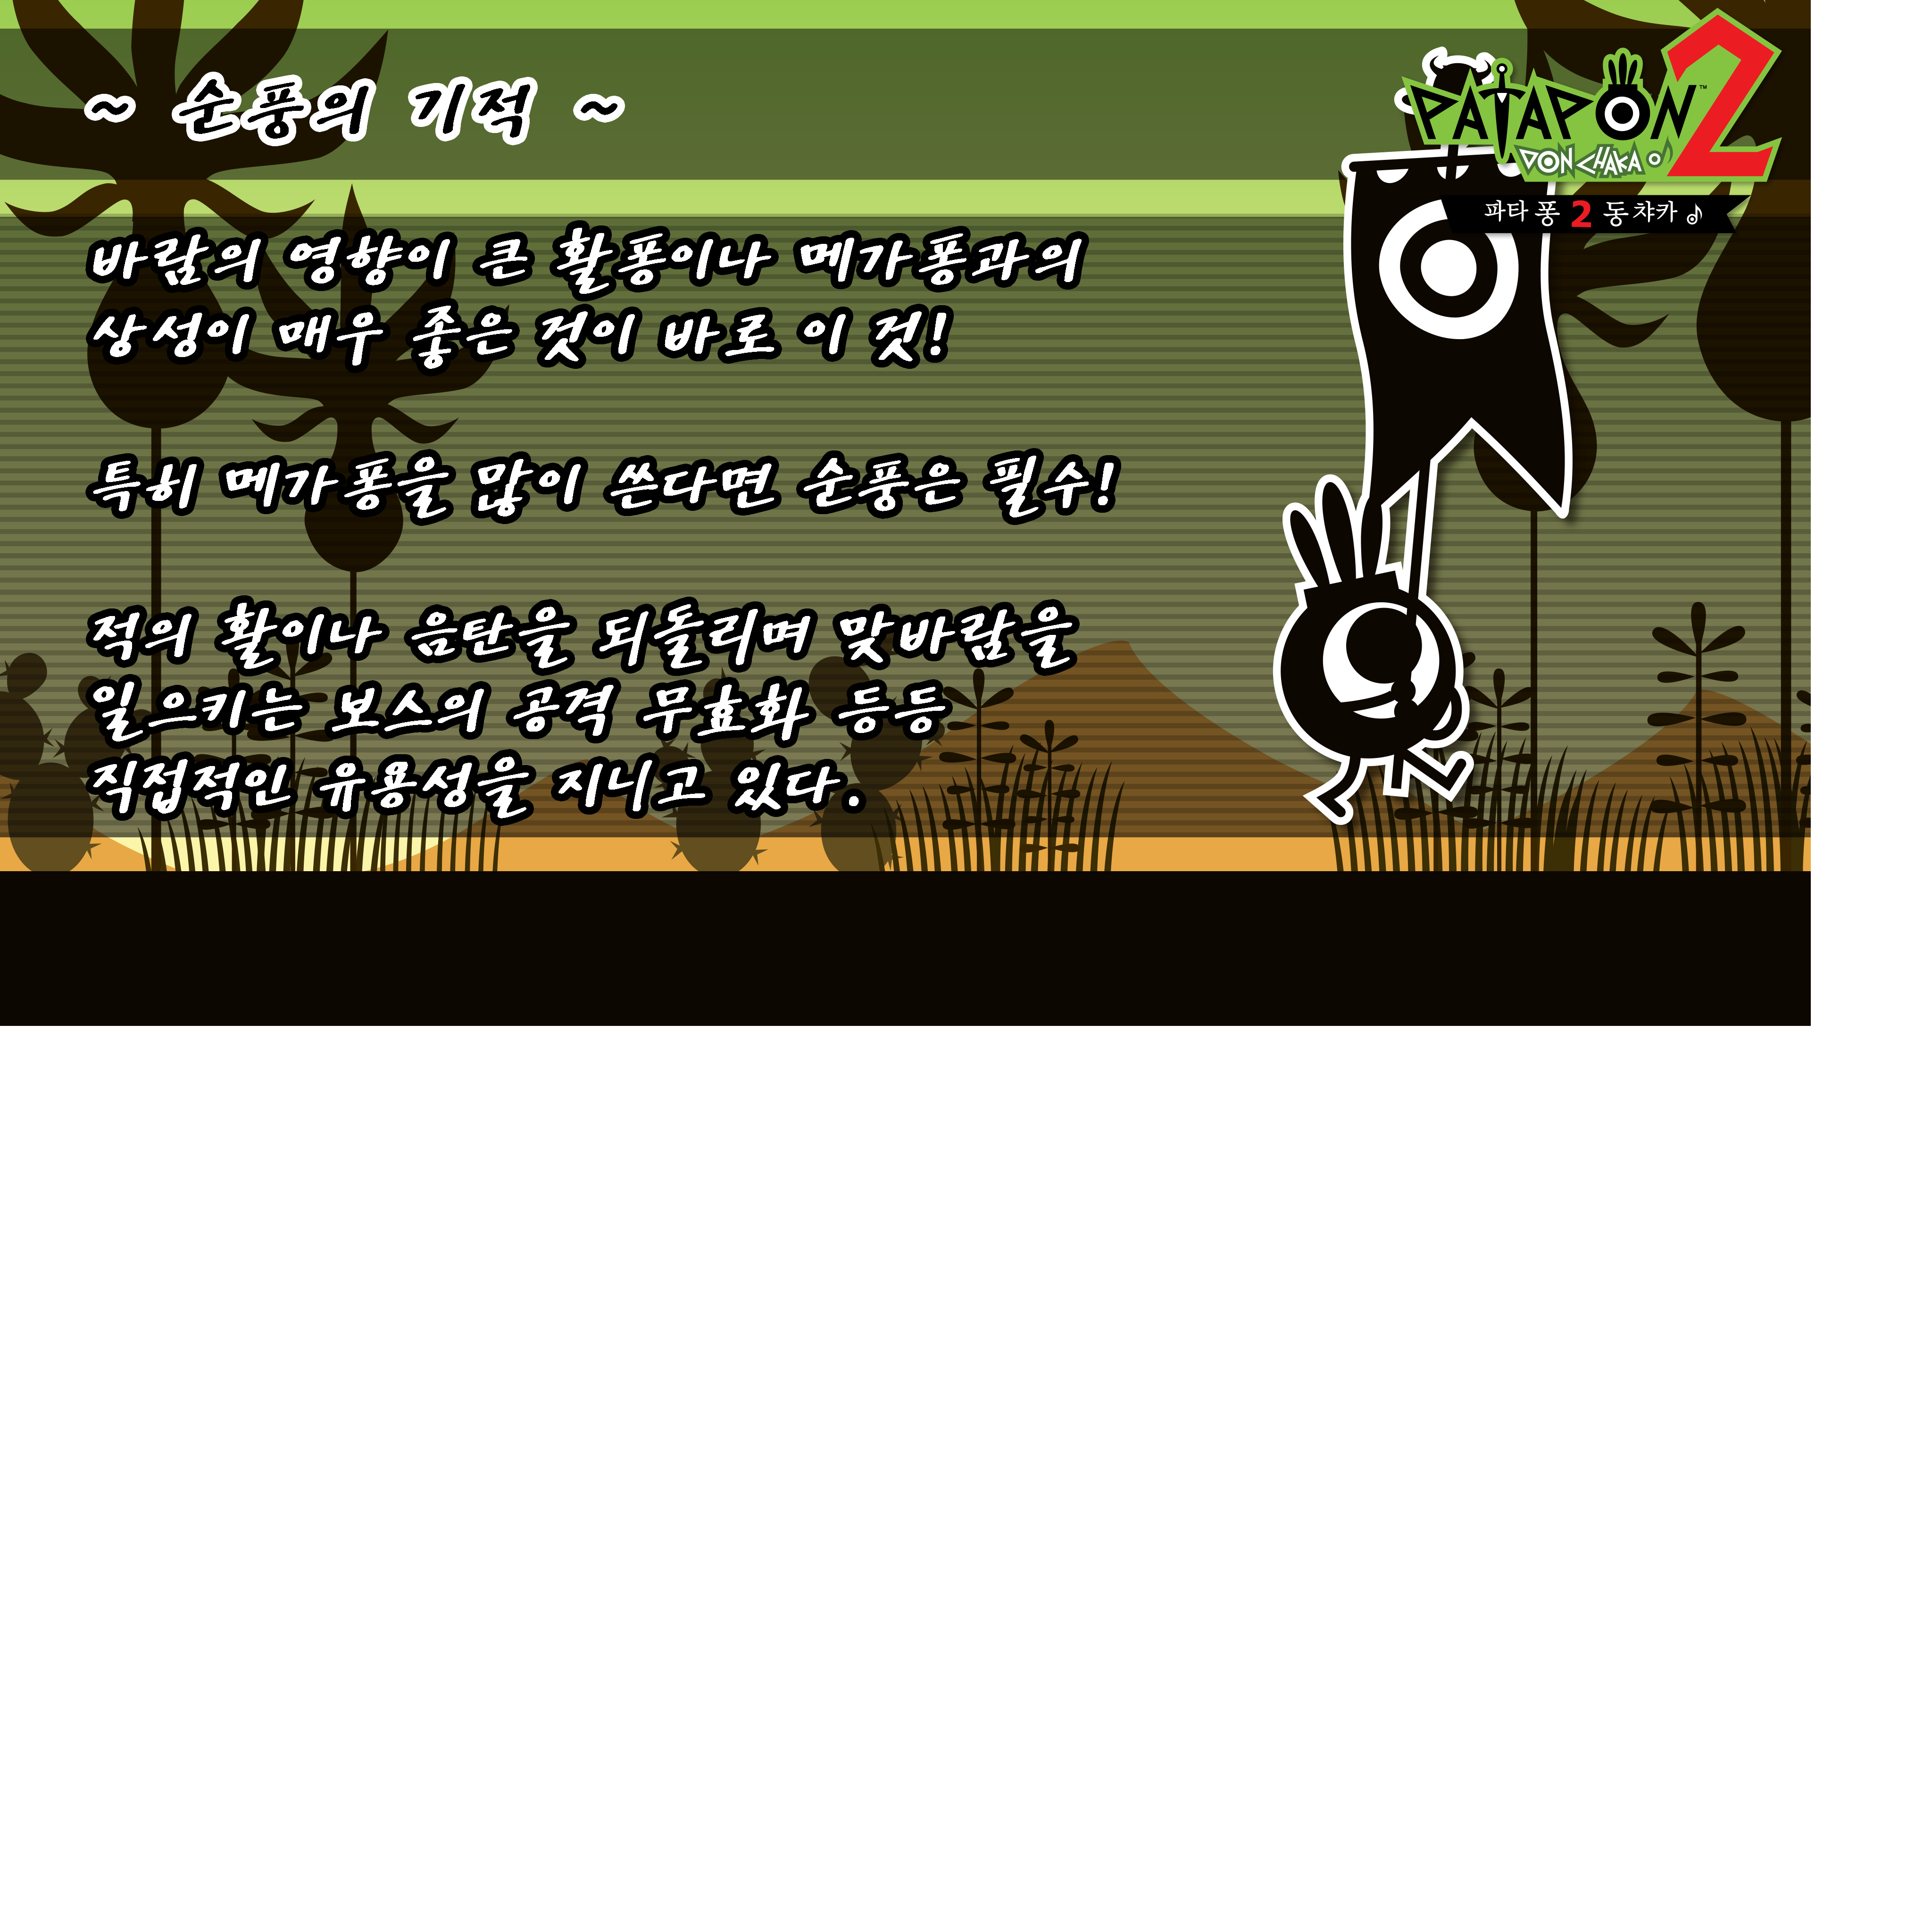 ~ 순풍의 기적 ~
PATAPON 2™
DON CHAKA♪
파타퐁 2 동챠카♪
바람의 영향이 큰 활퐁이나 메가퐁과의
상성이 매우 좋은 것이 바로 이 것!
특히 메가퐁을 많이 쓴다면 순풍은 필수!
적의 활이나 음탄을 되돌리며 맞바람을
일으키는 보스의 공격 무효화 등등
직접적인 유용성을 지니고 있다.